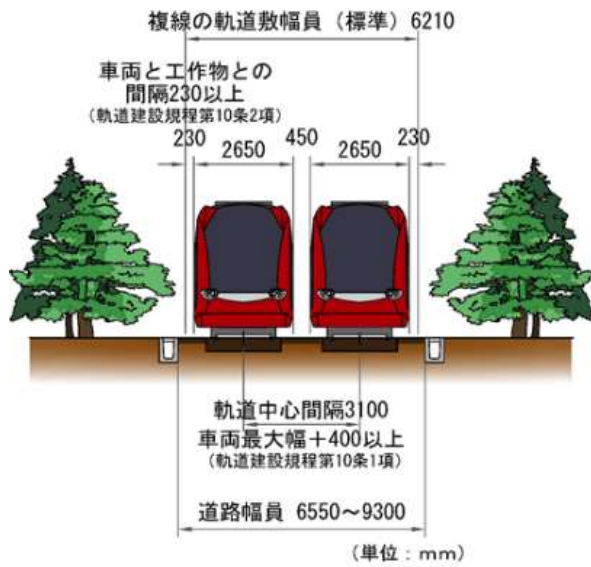 複線の軌道敷幅員（標準）6210
車両と工作物との
間隔230以上
（軌道建設規程第10条2項）
230 2650 450 2650 230
軌道中心間隔3100
車両最大幅＋400以上
（軌道建設規程第10条1項）
道路幅員 6550～9300
（単位：mm）